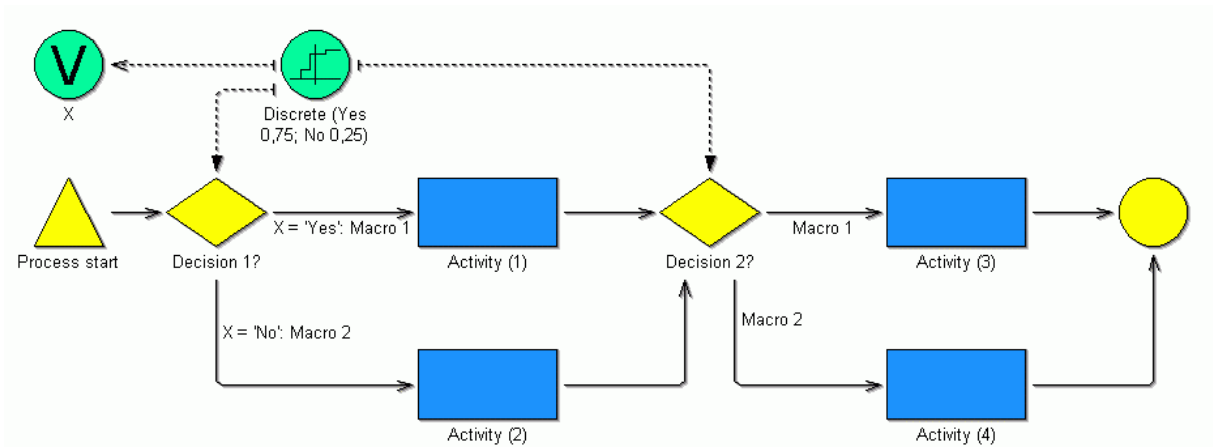 V
X
Discrete (Yes
0,75; No 0,25)
Process start
Decision 1?
X = 'Yes': Macro 1
Activity (1)
Decision 2?
Macro 1
Activity (3)
X = 'No': Macro 2
Macro 2
Activity (2)
Activity (4)